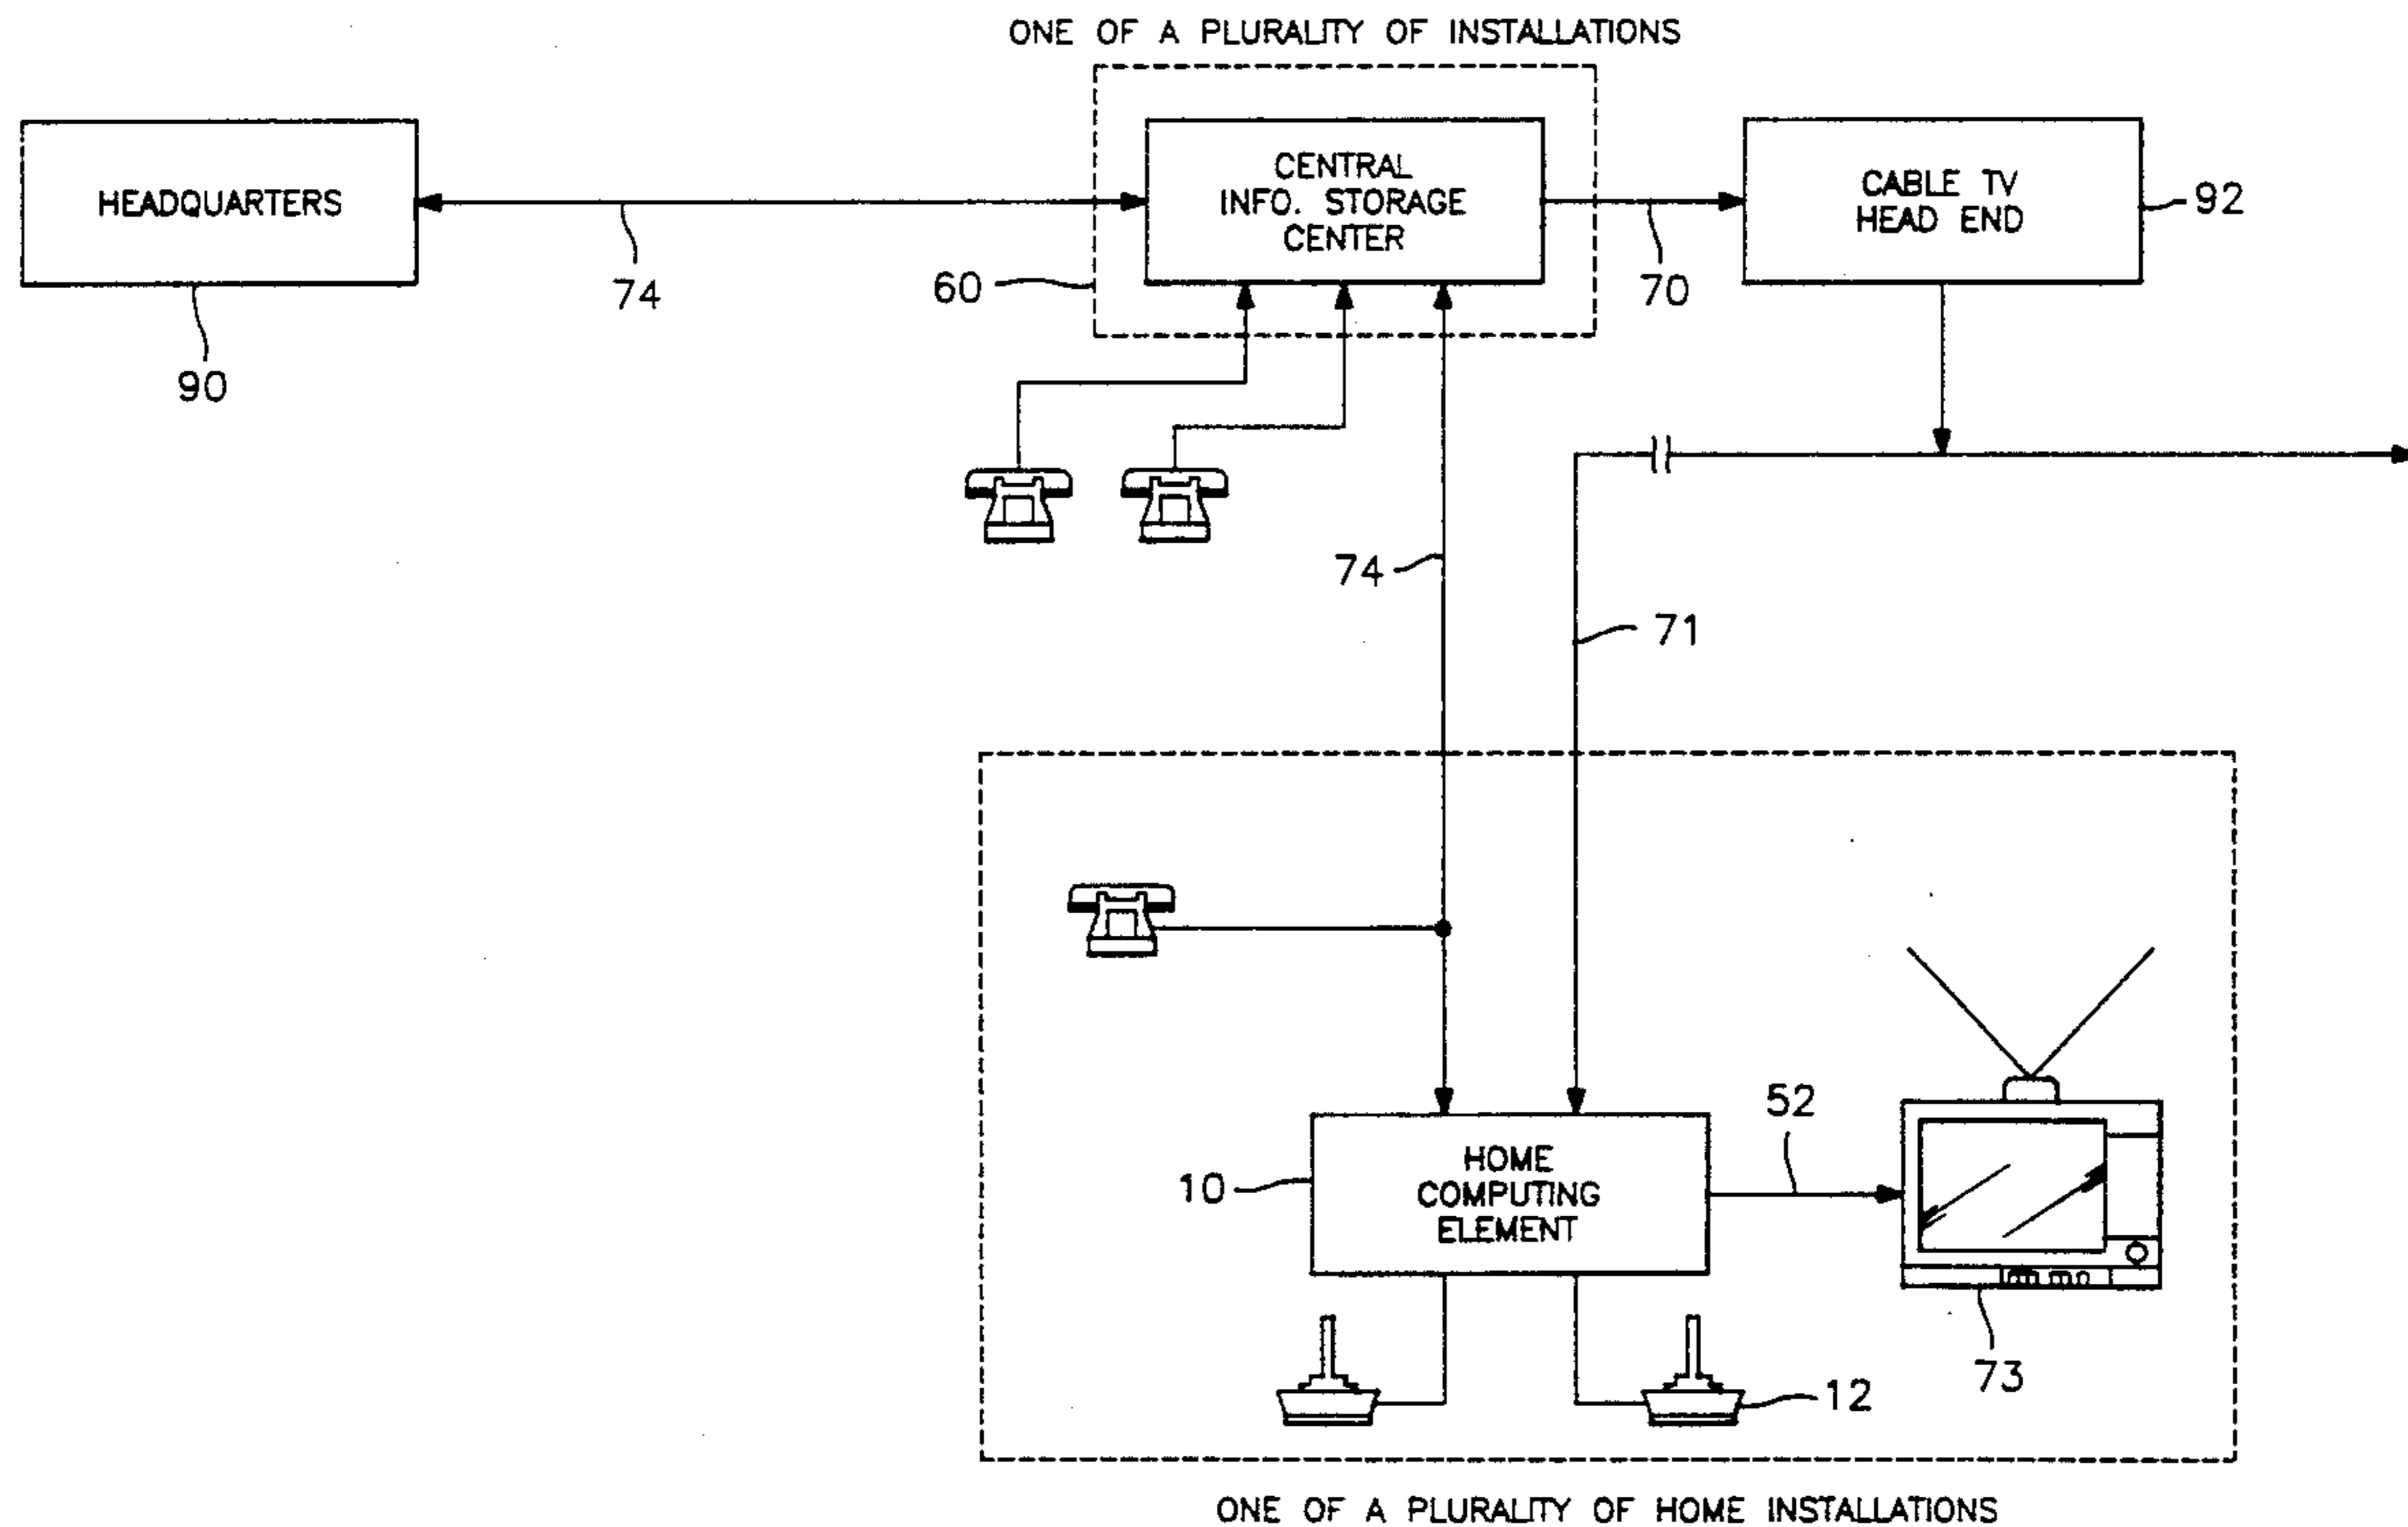 ONE OF A PLURALITY OF INSTALLATIONS
HEADQUARTERS
CENTRAL
INFO. STORAGE
CENTER
CABLE TV
HEAD END
92
74
60
70
90
74
71
52
10
HOME
COMPUTING
ELEMENT
73
12
ONE OF A PLURALITY OF HOME INSTALLATIONS